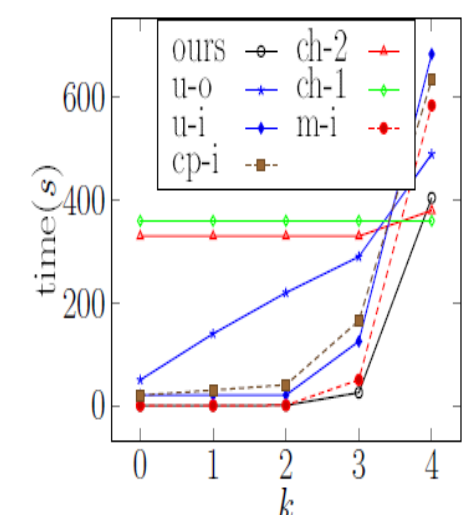 ours ch-2
u-o ch-1
u-i m-i
cp-i
time(s)
600
400
200
0
0 1 2 3 4
k